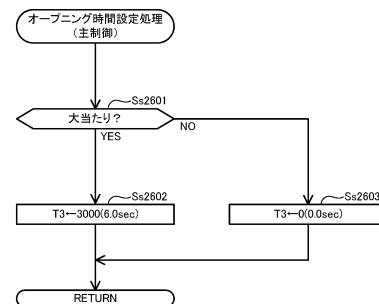 オープニング時間設定処理
（主制御）
Ss2601
大当たり？
NO
YES
Ss2602
Ss2603
T3←3000(6.0sec)
T3←0(0.0sec)
RETURN